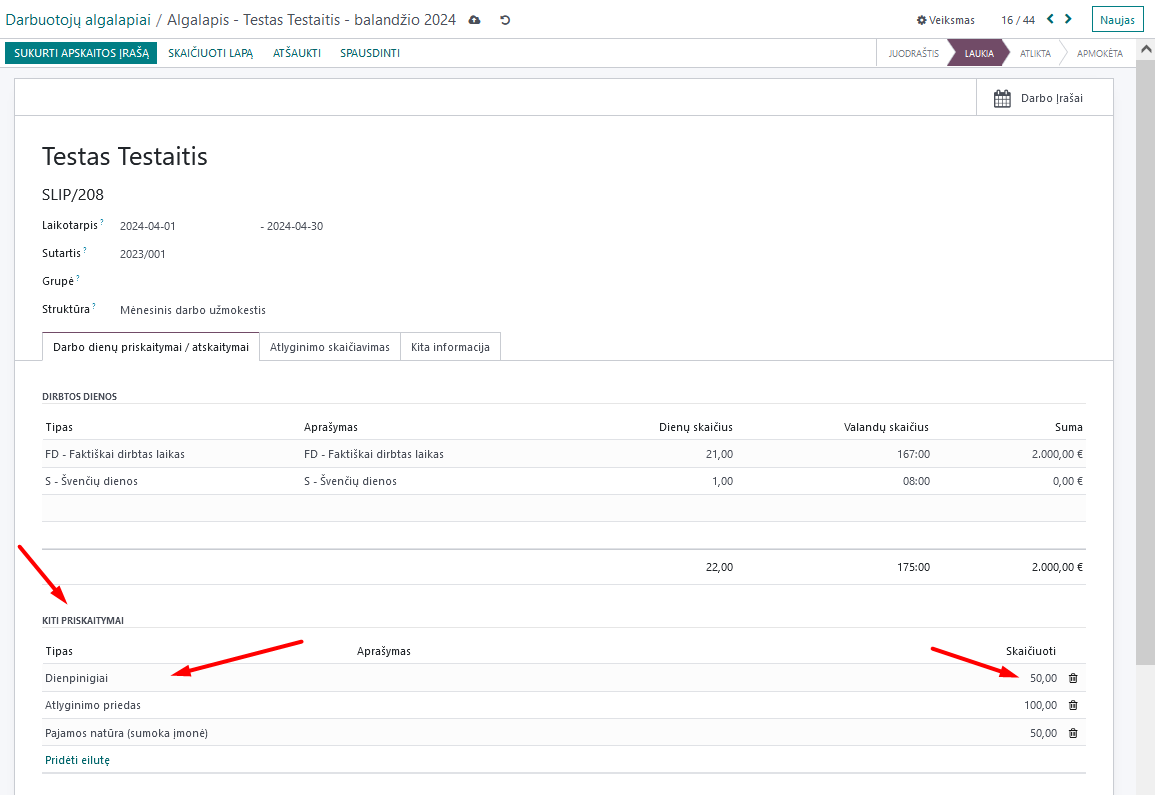 Darbuotojų algalapiai / Algalapis - Testas Testaitis - balandžio 2024 Veiksmas 16 / 44 Naujas
SUKURTI APSKAITOS ĮRAŠĄ SKAIČIUOTI LAPĄ ATŠAUKTI SPAUSDINTI JUODRAŠTIS LAUKIA ATLIKTA APMOKĖTA
Darbo Įrašai
Testas Testaitis
SLIP/208
Laikotarpis ? 2024-04-01 - 2024-04-30
Sutartis ? 2023/001
Grupė ?
Struktūra ? Mėnesinis darbo užmokestis
Darbo dienų priskaitymai / atskaitymai Atlyginimo skaičiavimas Kita informacija
DIRBTOS DIENOS
Tipas Aprašymas Dienų skaičius Valandų skaičius Suma
FD - Faktiškai dirbtas laikas FD - Faktiškai dirbtas laikas 21,00 167:00 2.000,00 €
S - Švenčių dienos S - Švenčių dienos 1,00 08:00 0,00 €
22,00 175:00 2.000,00 €
KITI PRISKAITYMAI
Tipas Aprašymas Skaičiuoti
Dienpinigiai 50,00
Atlyginimo priedas 100,00
Pajamos natūra (sumoka įmonė) 50,00
Pridėti eilutę